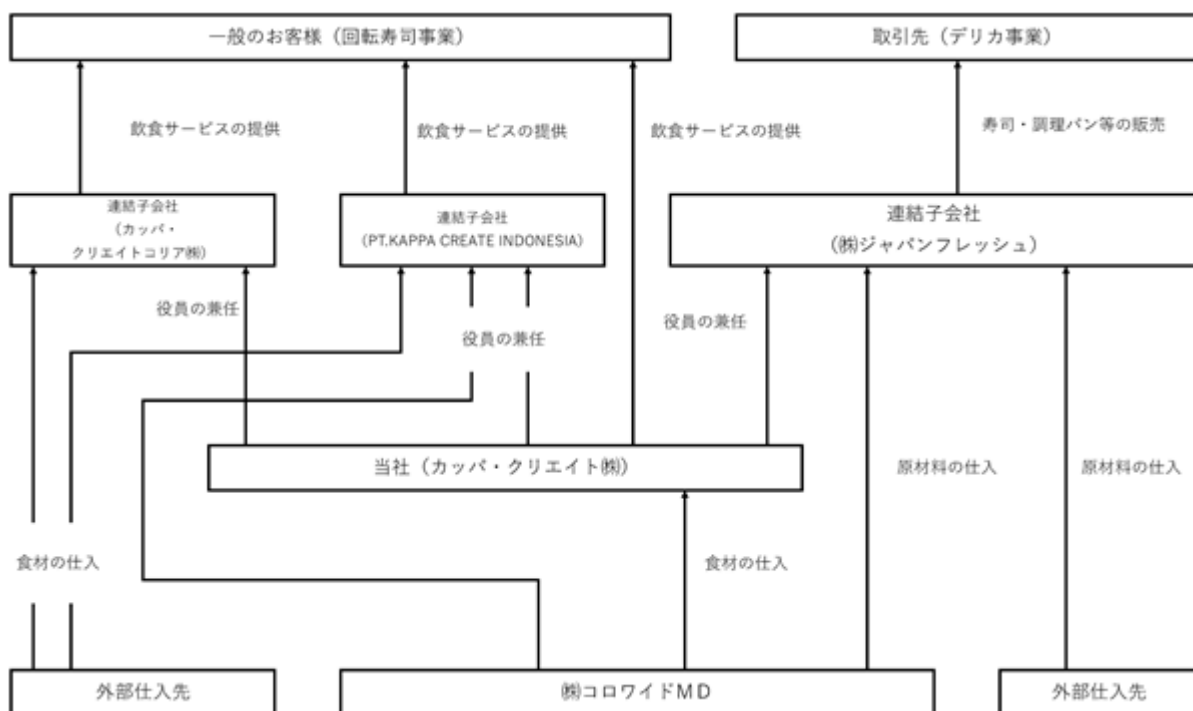 一般のお客様（回転寿司事業）
取引先（デリカ事業）
飲食サービスの提供
飲食サービスの提供
飲食サービスの提供
寿司・調理パン等の販売
連結子会社
（カッパ・
クリエイトコリア㈱）
連結子会社
（PT.KAPPA CREATE INDONESIA）
連結子会社
（㈱ジャパンフレッシュ）
役員の兼任
役員の兼任
役員の兼任
当社（カッパ・クリエイト㈱）
原材料の仕入
原材料の仕入
食材の仕入
食材の仕入
外部仕入先
㈱コロワイドＭＤ
外部仕入先